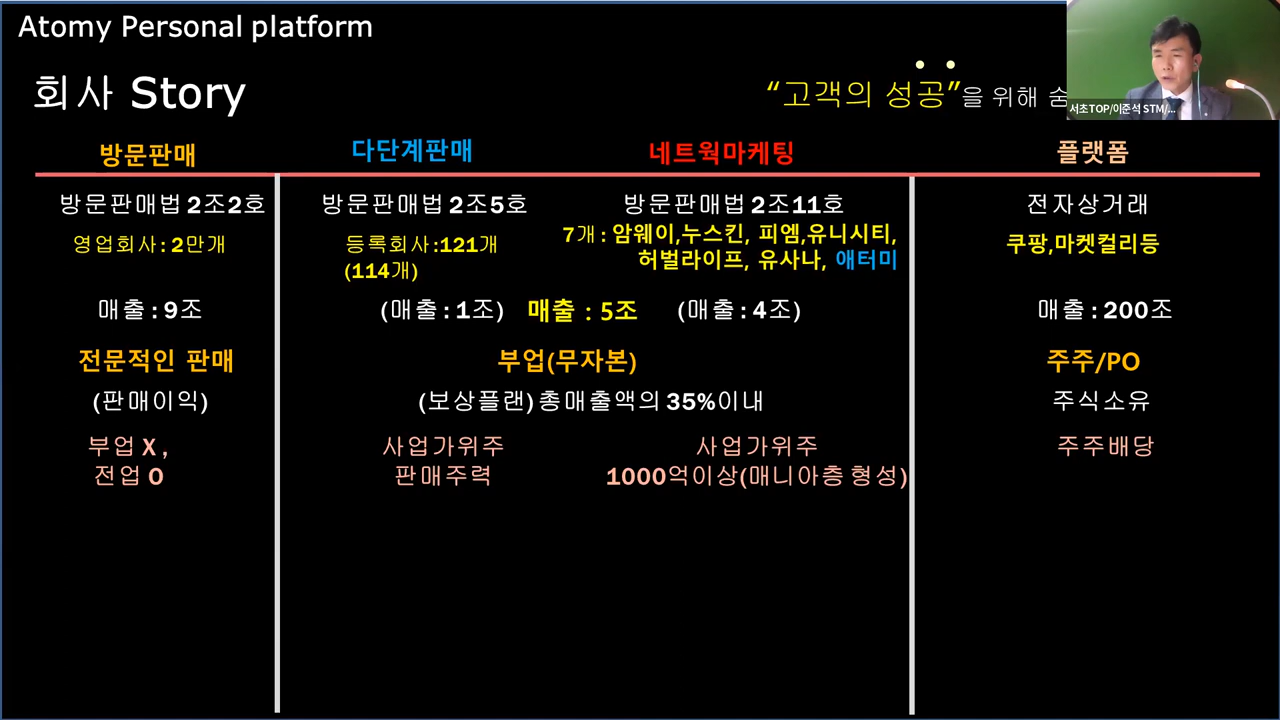 Atomy Personal platform
회사 Story
“고객의 성공”을 위해 숨
서초TOP/이준석 STM/...
방문판매
다단계판매
네트웍마케팅
플랫폼
방문판매법 2조2호
방문판매법 2조5호
방문판매법 2조11호
전자상거래
영업회사 : 2만개
등록회사 :121개
(114개)
7개 : 암웨이,누스킨, 피엠,유니시티,
허벌라이프, 유사나, 애터미
쿠팡,마켓컬리등
매출 : 9조
(매출 : 1조)
매출 : 5조
(매출 : 4조)
매출 : 200조
전문적인 판매
부업(무자본)
주주/PO
(판매이익)
(보상플랜) 총매출액의 35%이내
주식소유
부업 X ,
전업 O
사업가위주
판매주력
사업가위주
1000억이상(매니아층 형성)
주주배당